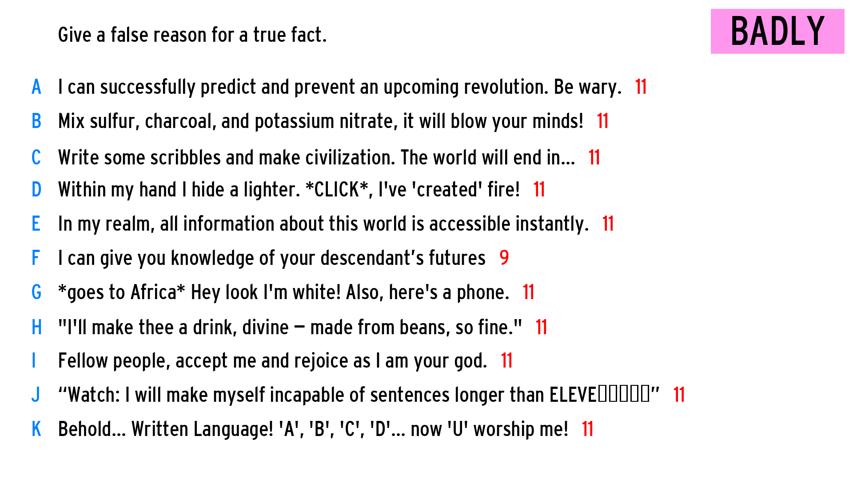 Give a false reason for a true fact.
BADLY
A I can successfully predict and prevent an upcoming revolution. Be wary. 11
B Mix sulfur, charcoal, and potassium nitrate, it will blow your minds! 11
C Write some scribbles and make civilization. The world will end in... 11
D Within my hand I hide a lighter. *CLICK*, I've 'created' fire! 11
E In my realm, all information about this world is accessible instantly. 11
F I can give you knowledge of your descendant’s futures 9
G *goes to Africa* Hey look I'm white! Also, here's a phone. 11
H "I'll make thee a drink, divine – made from beans, so fine." 11
I Fellow people, accept me and rejoice as I am your god. 11
J “Watch: I will make myself incapable of sentences longer than ELEVE▯▯▯▯▯” 11
K Behold... Written Language! 'A', 'B', 'C', 'D'... now 'U' worship me! 11